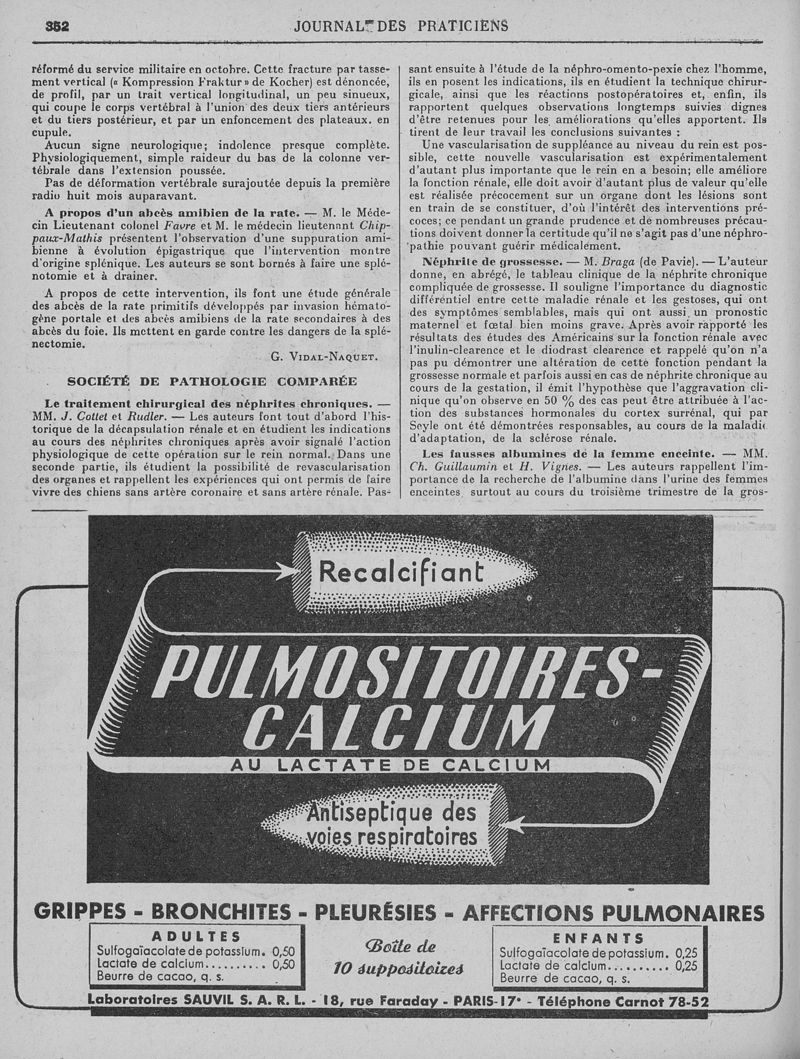 352
JOURNAL DES PRATICIENS
réformé du service militaire en octobre. Cette fracture par tasse-
ment vertical (« Kompression Fraktur » de Kocher) est dénoncée,
de profil, par un trait vertical longitudinal, un peu sinueux,
qui coupe le corps vertébral à l'union des deux tiers antérieurs
et du tiers postérieur, et par un enfoncement des plateaux. en
cupule.
Aucun signe neurologique; indolence presque complète.
Physiologiquement, simple raideur du bas de la colonne ver-
tébrale dans l'extension poussée.
Pas de déformation vertébrale surajoutée depuis la première
radio huit mois auparavant.
A propos d'un abcès amibien de la rate. — M. le Méde-
cin Lieutenant colonel Favre et M. le médecin lieutenant Chip-
paux-Mathis présentent l'observation d'une suppuration ami-
bienne à évolution épigastrique que l'intervention montre
d'origine splénique. Les auteurs se sont bornés à faire une splé-
notomie et à drainer.
A propos de cette intervention, ils font une étude générale
des abcès de la rate primitifs développés par invasion hémato-
gène portale et des abcès amibiens de la rate secondaires à des
abcès du foie. Ils mettent en garde contre les dangers de la splé-
nectomie.
G. VIDAL-NAQUET.
SOCIÉTÉ DE PATHOLOGIE COMPARÉE
Le traitement chirurgical des néphrites chroniques. —
MM. J. Cottet et Rudler. — Les auteurs font tout d'abord l'his-
torique de la décapsulation rénale et en étudient les indications
au cours des néphrites chroniques après avoir signalé l'action
physiologique de cette opération sur le rein normal. Dans une
seconde partie, ils étudient la possibilité de revascularisation
des organes et rappellent les expériences qui ont permis de faire
vivre des chiens sans artère coronaire et sans artère rénale. Pas-
sant ensuite à l'étude de la néphro-omento-pexie chez l'homme,
ils en posent les indications, ils en étudient la technique chirur-
gicale, ainsi que les réactions postopératoires et, enfin, ils
rapportent quelques observations longtemps suivies dignes
d'être retenues pour les améliorations qu'elles apportent. Ils
tirent de leur travail les conclusions suivantes :
Une vascularisation de suppléance au niveau du rein est pos-
sible, cette nouvelle vascularisation est expérimentalement
d'autant plus importante que le rein en a besoin; elle améliore
la fonction rénale, elle doit avoir d'autant plus de valeur qu'elle
est réalisée précocement sur un organe dont les lésions sont
en train de se constituer, d'où l'intérêt des interventions pré-
coces; ce pendant un grande prudence et de nombreuses précau-
tions doivent donner la certitude qu'il ne s'agit pas d'une néphro-
pathie pouvant guérir médicalement.
Néphrite de grossesse. — M. Braga (de Pavie). — L'auteur
donne, en abrégé, le tableau clinique de la néphrite chronique
compliquée de grossesse. Il souligne l'importance du diagnostic
différentiel entre cette maladie rénale et les gestoses, qui ont
des symptômes semblables, mais qui ont aussi un pronostic
maternel et fœtal bien moins grave. Après avoir rapporté les
résultats des études des Américains sur la fonction rénale avec
l'inulin-clearence et le diodrast clearence et rappelé qu'on n'a
pas pu démontrer une altération de cette fonction pendant la
grossesse normale et parfois aussi en cas de néphrite chronique au
cours de la gestation, il émit l'hypothèse que l'aggravation cli-
nique qu'on observe en 50 % des cas peut être attribuée à l'ac-
tion des substances hormonales du cortex surrénal, qui par
Seyle ont été démontrées responsables, au cours de la maladie
d'adaptation, de la sclérose rénale.
Les fausses albumines de la femme enceinte. — MM.
Ch. Guillaumin et H. Vignes. — Les auteurs rappellent l'im-
portance de la recherche de l'albumine dans l'urine des femmes
enceintes surtout au cours du troisième trimestre de la gros-
Recalcifiant
PULMOSITOIRES-
CALCIUM
AU LACTATE DE CALCIUM
Antiseptique des
voies respiratoires
GRIPPES - BRONCHITES - PLEURÉSIES - AFFECTIONS PULMONAIRES
ADULTES
Sulfogaïacolate de potassium. 0,50
Lactate de calcium.......... 0,50
Beurre de cacao, q. s.
Boîte de
10 suppositoires
ENFANTS
Sulfogaïacolate de potassium. 0,25
Lactate de calcium.......... 0,25
Beurre de cacao, q. s.
Laboratoires SAUVIL S. A. R. L. - 18, rue Faraday - PARIS-17e - Téléphone Carnot 78-52